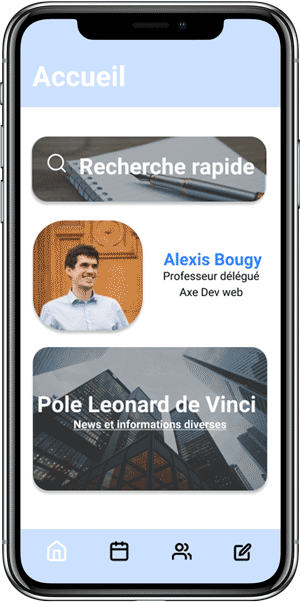 Accueil
Recherche rapide
Alexis Bougy
Professeur délégué
Axe Dev web
Pole Leonard de Vinci
News et informations diverses